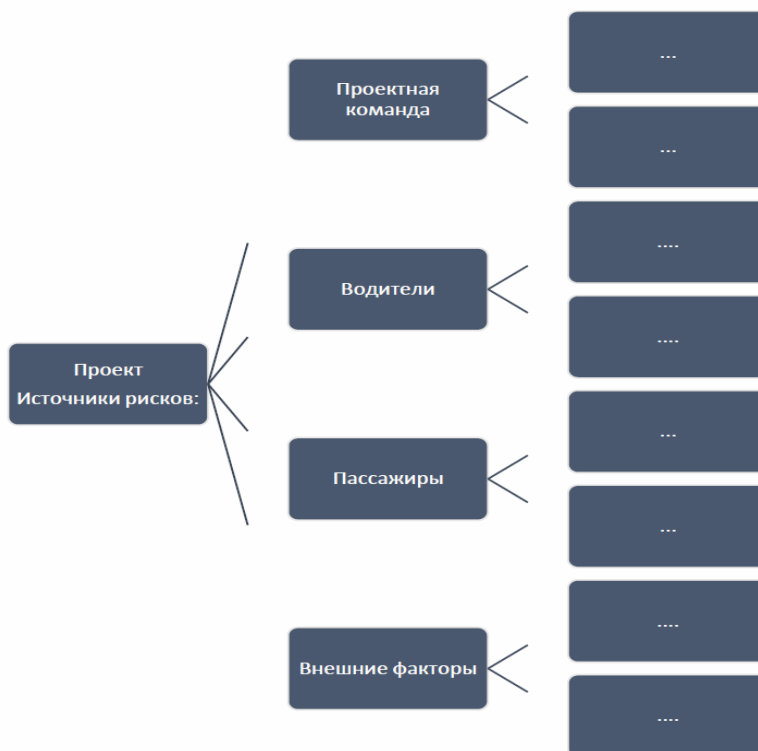 Проект
Источники рисков:
Проектная
команда
...
...
Водители
....
....
Пассажиры
...
...
Внешние факторы
....
....